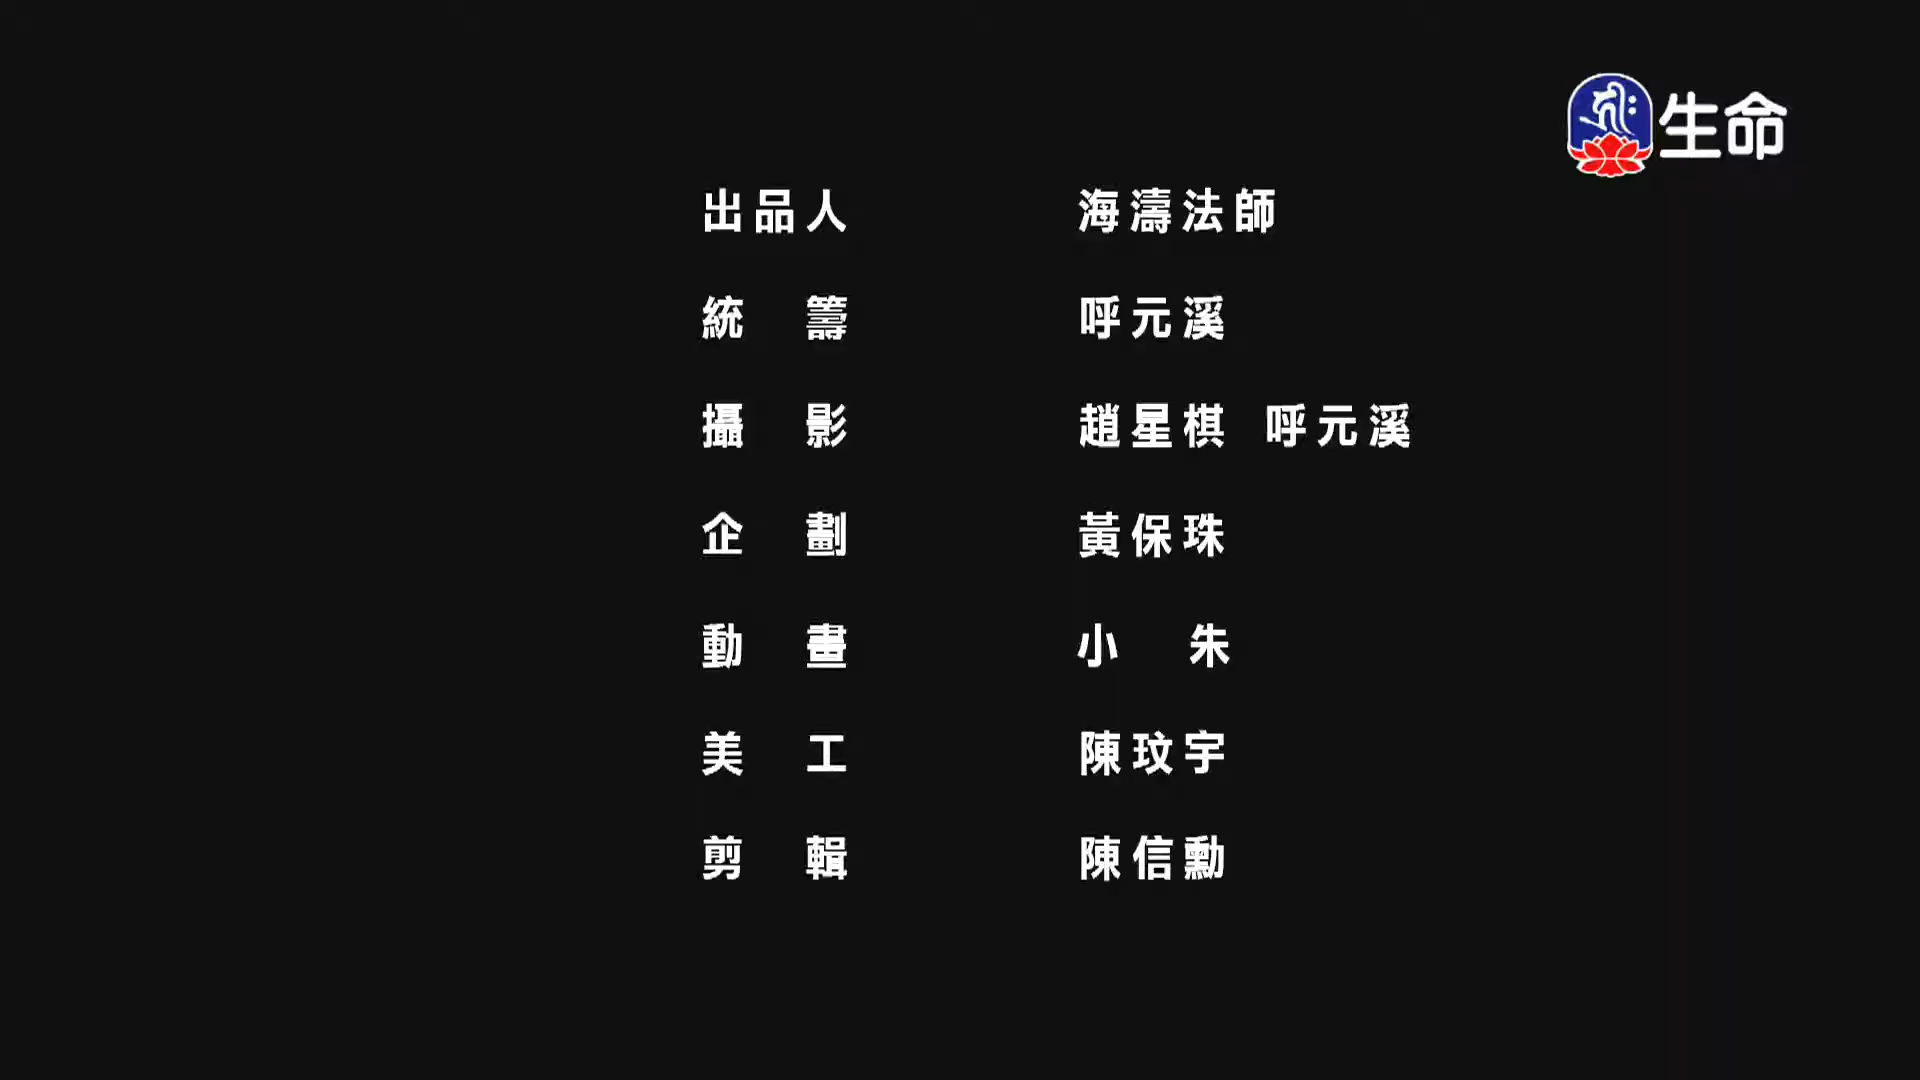 生命
出品人 海濤法師
統籌 呼元溪
攝影 趙星棋 呼元溪
企劃 黃保珠
動畫 小朱
美工 陳玟宇
剪輯 陳信勳